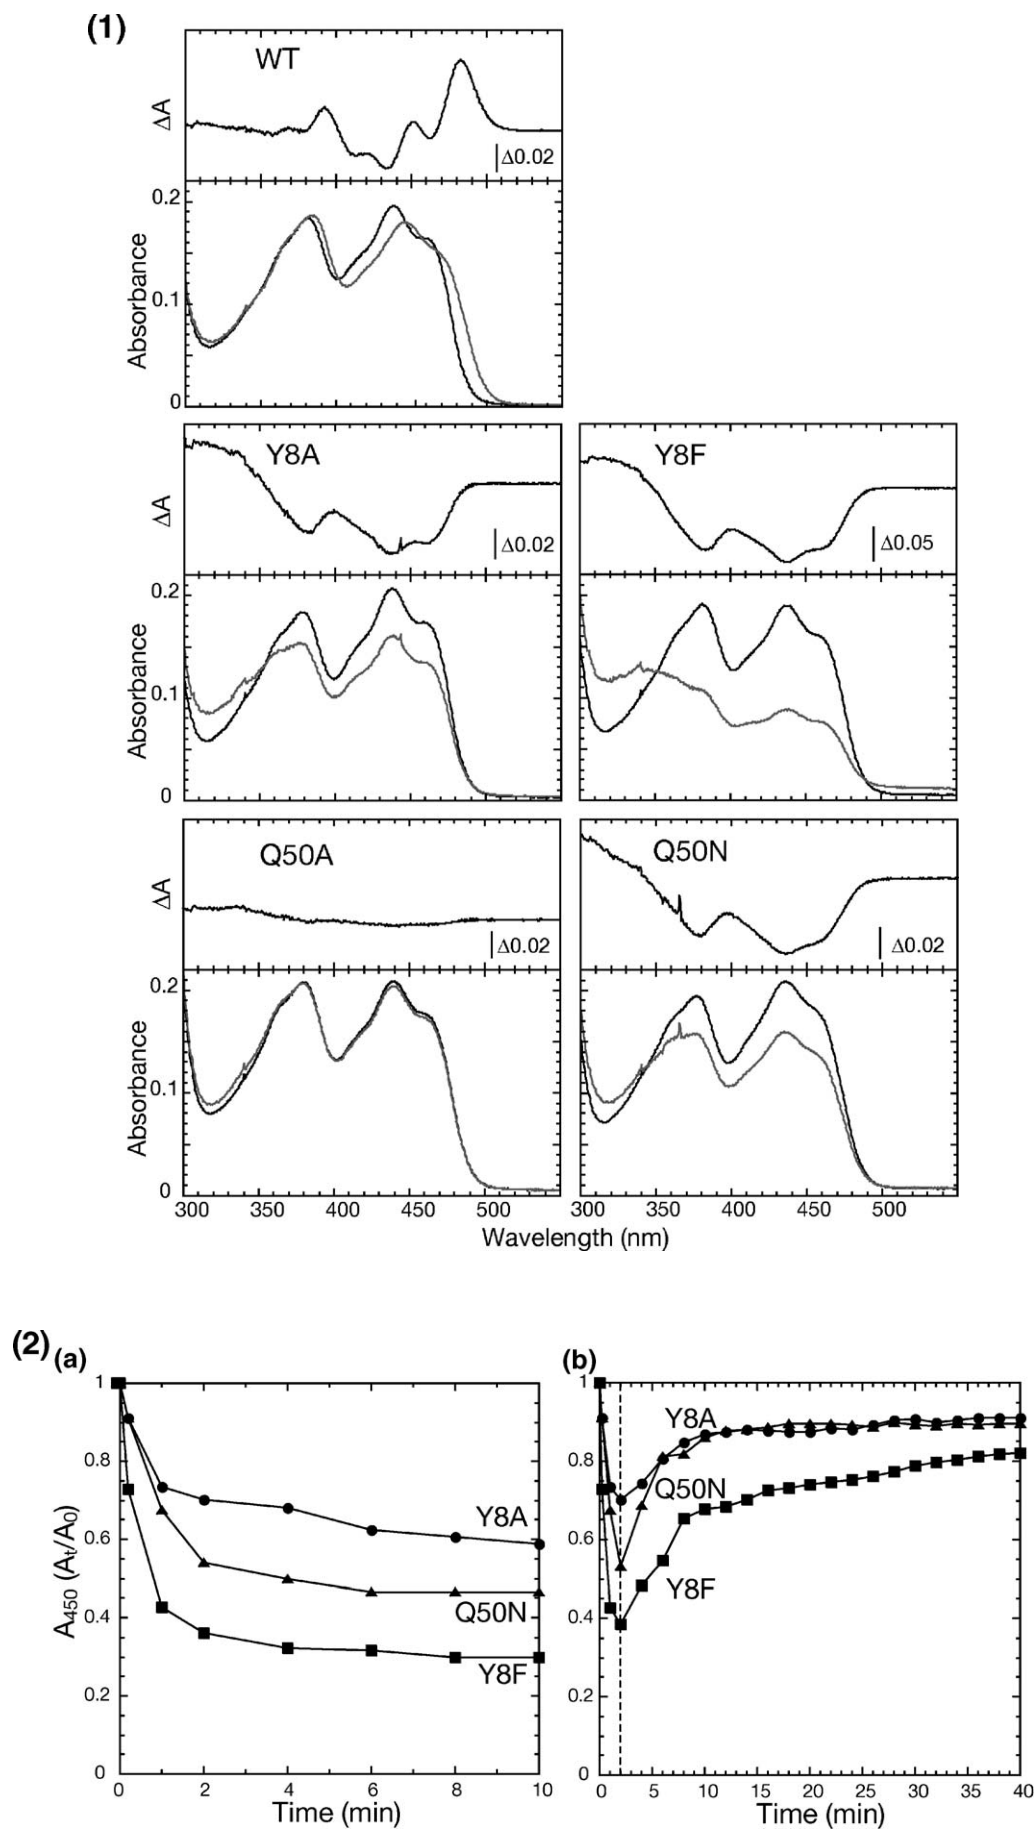 (1)
WT
ΔA
Δ0.02
0.2
0.1
0
Absorbance
Y8A
ΔA
Δ0.02
0.2
0.1
0
Absorbance
Y8F
Δ0.05
Q50A
ΔA
Δ0.02
0.2
0.1
0
Absorbance
300 350 400 450 500
Q50N
Δ0.02
300 350 400 450 500
Wavelength (nm)
(2) (a)
1
0.8
0.6
0.4
0.2
0
A450 (At/A0)
Y8A
Q50N
Y8F
0 2 4 6 8 10
Time (min)
(b)
1
0.8
0.6
0.4
0.2
0
Y8A
Q50N
Y8F
0 5 10 15 20 25 30 35 40
Time (min)